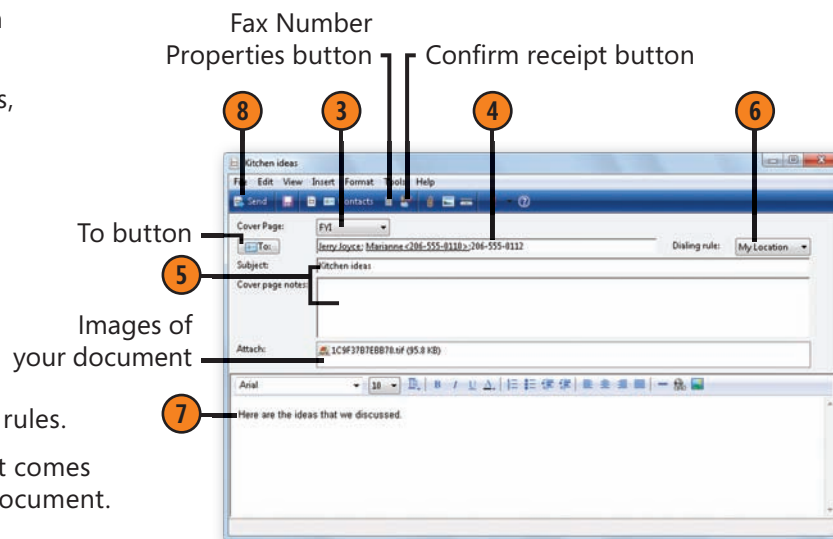 Fax Number
Properties button
Confirm receipt button
s,
8
3
4
6
Kitchen ideas
File Edit View Insert Format Tools Help
Send Contacts
Cover Page: FYI
To button
To: Jerry Joyce; Marianne <206-555-0118>;206-555-0112 Dialing rule: My Location
Subject: Kitchen ideas
5
Cover page notes:
Images of
your document
Attach: 1C9F37B7EBB78.tif (95.8 KB)
Arial 10 B I U A
rules.
7
Here are the ideas that we discussed.
t comes
ocument.